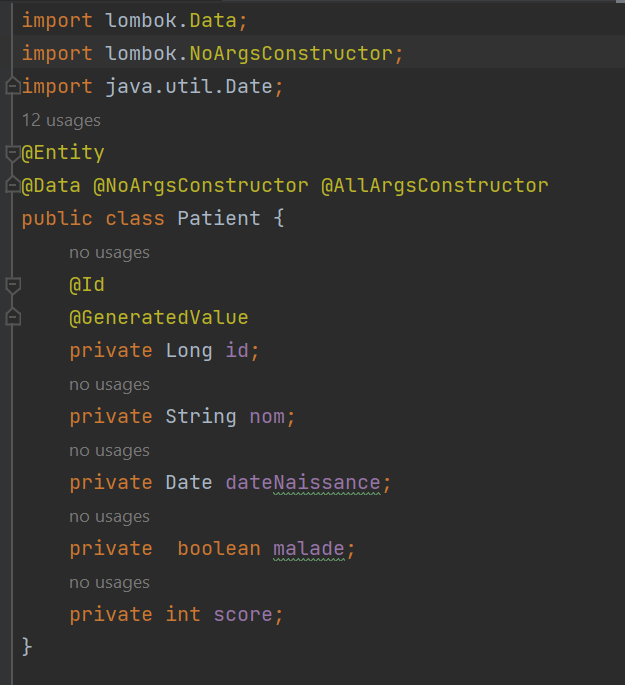 import lombok.Data;
import lombok.NoArgsConstructor;
import java.util.Date;
12 usages
@Entity
@Data @NoArgsConstructor @AllArgsConstructor
public class Patient {
no usages
@Id
@GeneratedValue
private Long id;
no usages
private String nom;
no usages
private Date dateNaissance;
no usages
private  boolean malade;
no usages
private int score;
}